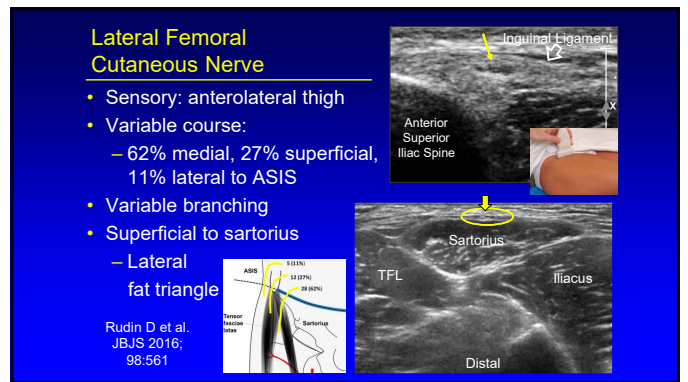 Lateral Femoral
Cutaneous Nerve
• Sensory: anterolateral thigh
• Variable course:
– 62% medial, 27% superficial,
11% lateral to ASIS
• Variable branching
• Superficial to sartorius
– Lateral
fat triangle
Rudin D et al.
JBJS 2016;
98:561
Inguinal Ligament
Anterior
Superior
Iliac Spine
X
Sartorius
TFL
Iliacus
Distal
ASIS
5 (11%)
12 (27%)
28 (62%)
Tensor
fasciae
latae
Sartorius